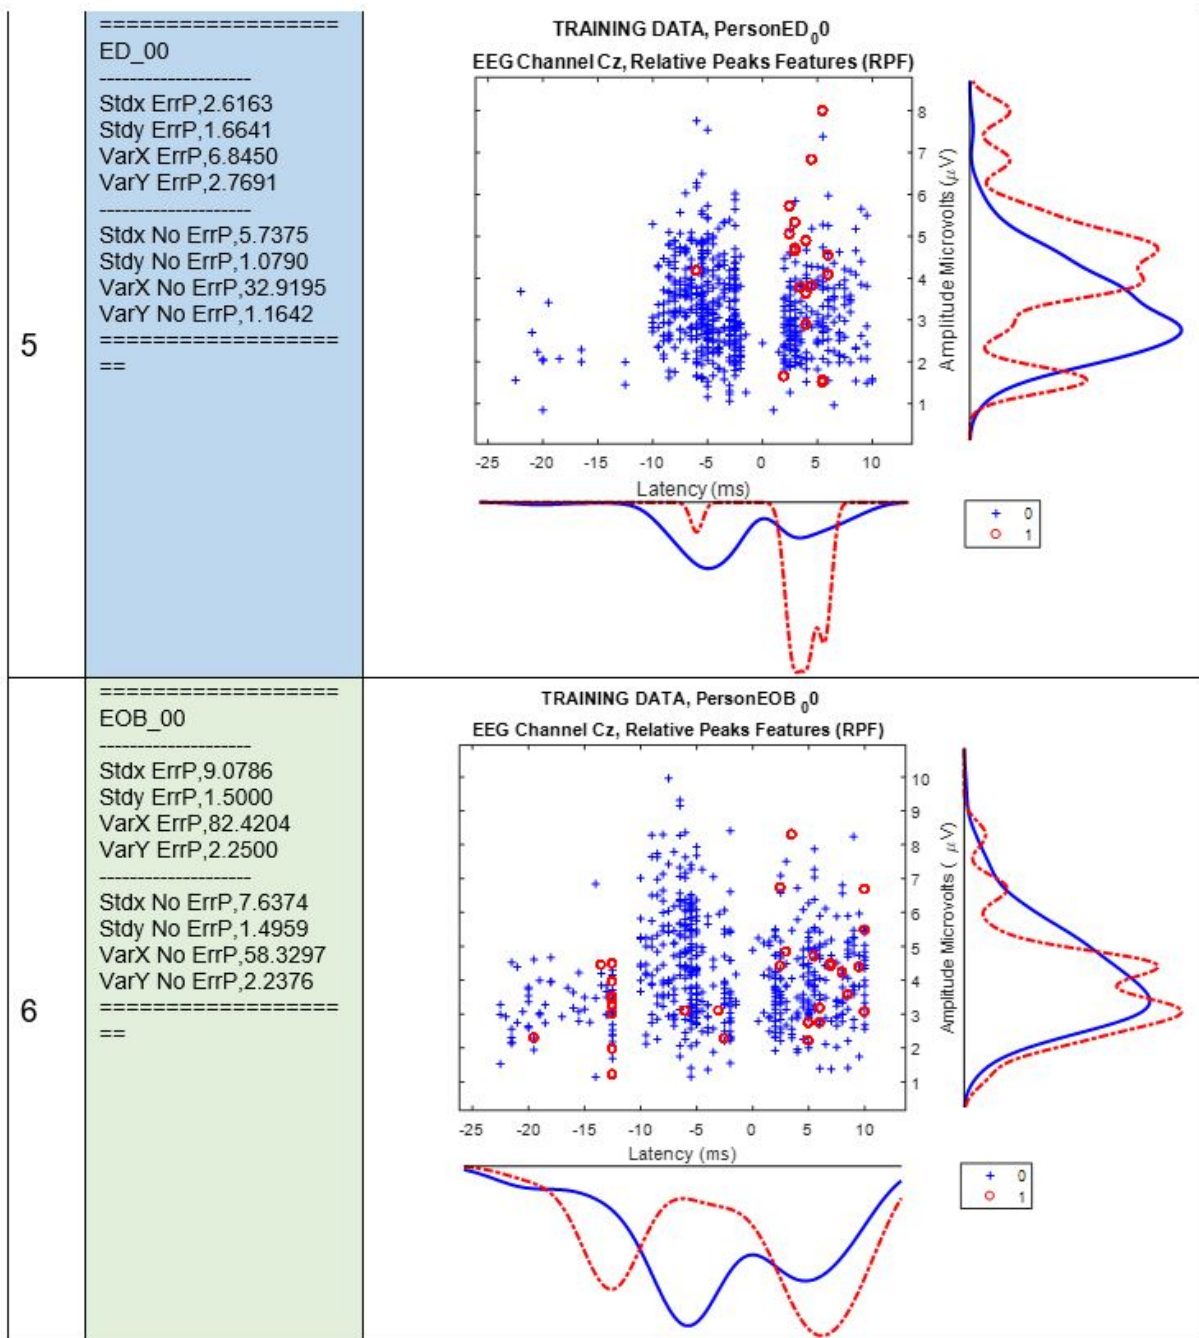 5
===================
ED_00
--------------------
Stdx ErrP,2.6163
Stdy ErrP,1.6641
VarX ErrP,6.8450
VarY ErrP,2.7691
--------------------
Stdx No ErrP,5.7375
Stdy No ErrP,1.0790
VarX No ErrP,32.9195
VarY No ErrP,1.1642
===================
==
TRAINING DATA, PersonED_00
EEG Channel Cz, Relative Peaks Features (RPF)
8
7
6
5
4
3
2
1
Amplitude Microvolts (μV)
-25 -20 -15 -10 -5 0 5 10
Latency (ms)
0
1
6
===================
EOB_00
--------------------
Stdx ErrP,9.0786
Stdy ErrP,1.5000
VarX ErrP,82.4204
VarY ErrP,2.2500
--------------------
Stdx No ErrP,7.6374
Stdy No ErrP,1.4959
VarX No ErrP,58.3297
VarY No ErrP,2.2376
===================
==
TRAINING DATA, PersonEOB_00
EEG Channel Cz, Relative Peaks Features (RPF)
10
9
8
7
6
5
4
3
2
1
Amplitude Microvolts ( μV)
-25 -20 -15 -10 -5 0 5 10
Latency (ms)
0
1